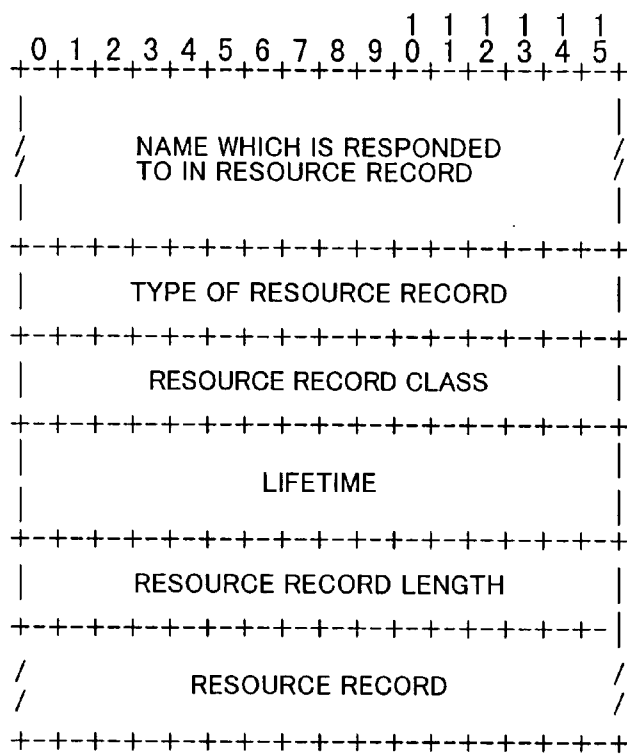 1 1 1 1 1 1
0 1 2 3 4 5 6 7 8 9 0 1 2 3 4 5
+--+--+--+--+--+--+--+--+--+--+--+--+--+--+--+--+
NAME WHICH IS RESPONDED
TO IN RESOURCE RECORD
+--+--+--+--+--+--+--+--+--+--+--+--+--+--+--+--+
TYPE OF RESOURCE RECORD
+--+--+--+--+--+--+--+--+--+--+--+--+--+--+--+--+
RESOURCE RECORD CLASS
+--+--+--+--+--+--+--+--+--+--+--+--+--+--+--+--+
LIFETIME
+--+--+--+--+--+--+--+--+--+--+--+--+--+--+--+--+
RESOURCE RECORD LENGTH
+--+--+--+--+--+--+--+--+--+--+--+--+--+--+--+--
RESOURCE RECORD
+--+--+--+--+--+--+--+--+--+--+--+--+--+--+--+--+